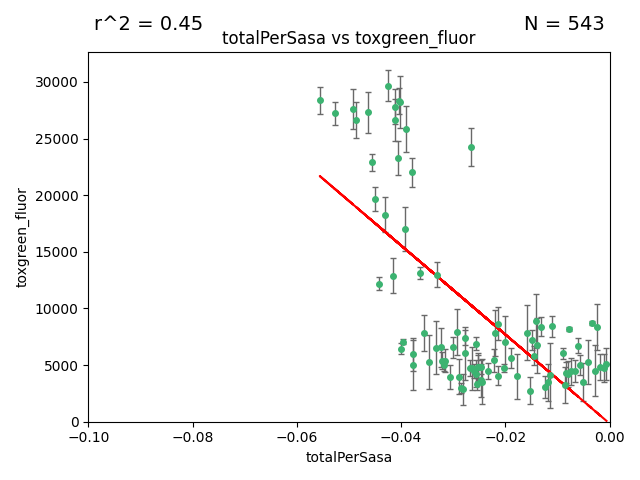 r^2 = 0.45
N = 543
totalPerSasa vs toxgreen_fluor
30000
25000
20000
15000
10000
5000
0
toxgreen_fluor
−0.10
−0.08
−0.06
−0.04
−0.02
0.00
totalPerSasa